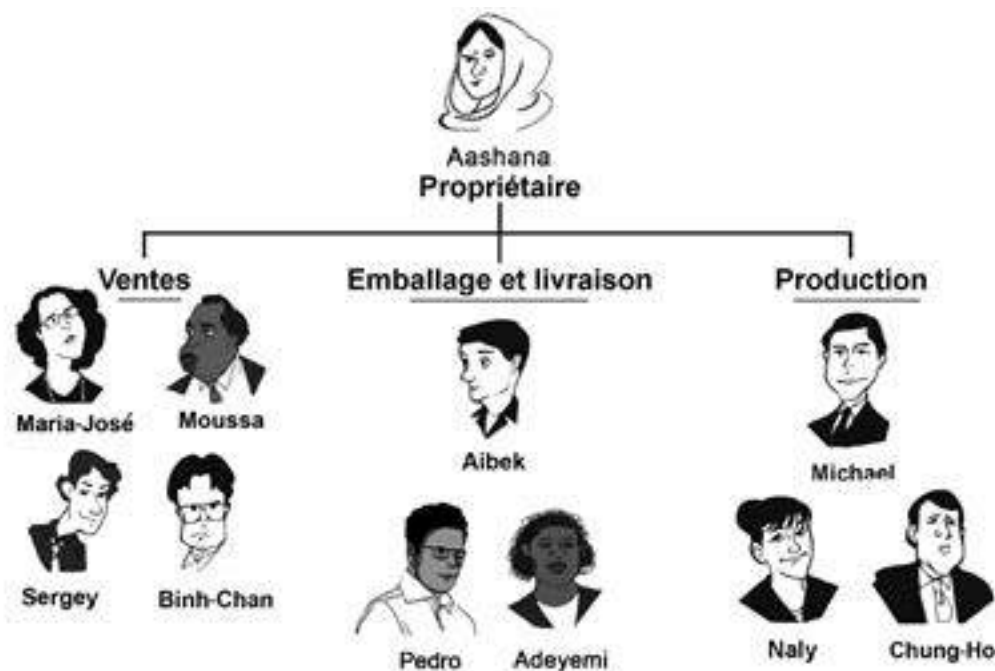 Aashana
Propriétaire
Ventes
Emballage et livraison
Production
Maria-José
Moussa
Aibek
Michael
Sergey
Binh-Chan
Pedro
Adeyemi
Naly
Chung-Ho